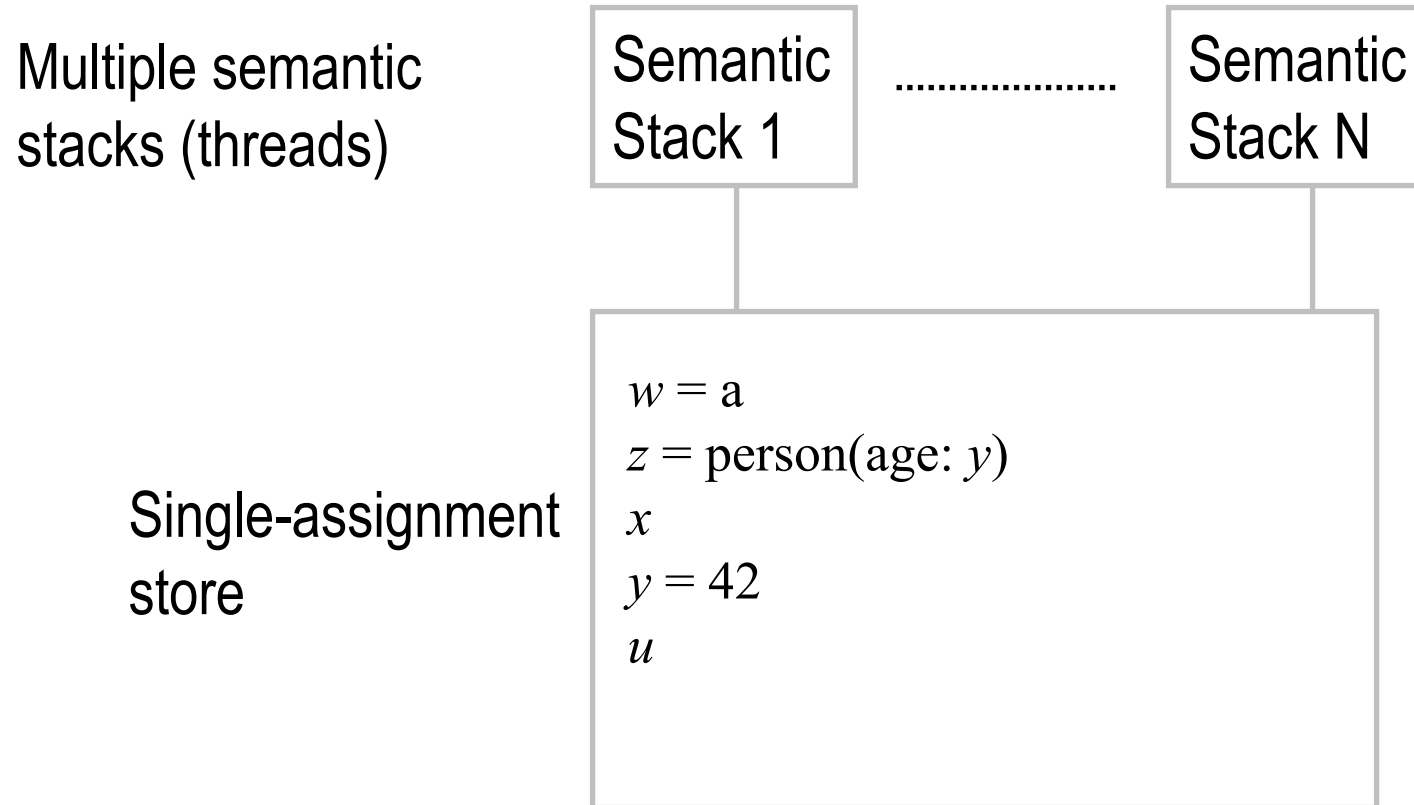 Multiple semantic
stacks (threads)
Semantic
Stack 1
.....................
Semantic
Stack N
Single-assignment
store
w = a
z = person(age: y)
x
y = 42
u